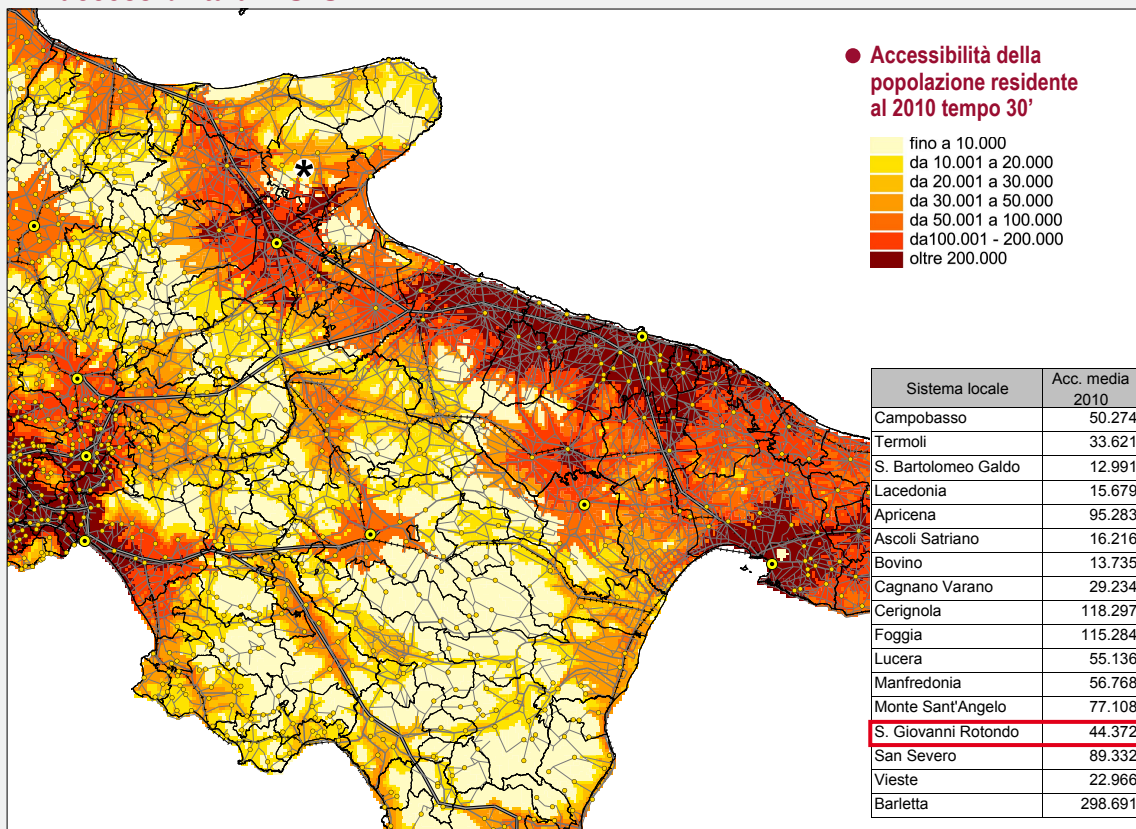 Accessibilità della
popolazione residente
al 2010 tempo 30'
fino a 10.000
da 10.001 a 20.000
da 20.001 a 30.000
da 30.001 a 50.000
da 50.001 a 100.000
da100.001 - 200.000
oltre 200.000
Sistema locale Acc. media 2010
Campobasso 50.274
Termoli 33.621
S. Bartolomeo Galdo 12.991
Lacedonia 15.679
Apricena 95.283
Ascoli Satriano 16.216
Bovino 13.735
Cagnano Varano 29.234
Cerignola 118.297
Foggia 115.284
Lucera 55.136
Manfredonia 56.768
Monte Sant'Angelo 77.108
S. Giovanni Rotondo 44.372
San Severo 89.332
Vieste 22.966
Barletta 298.691